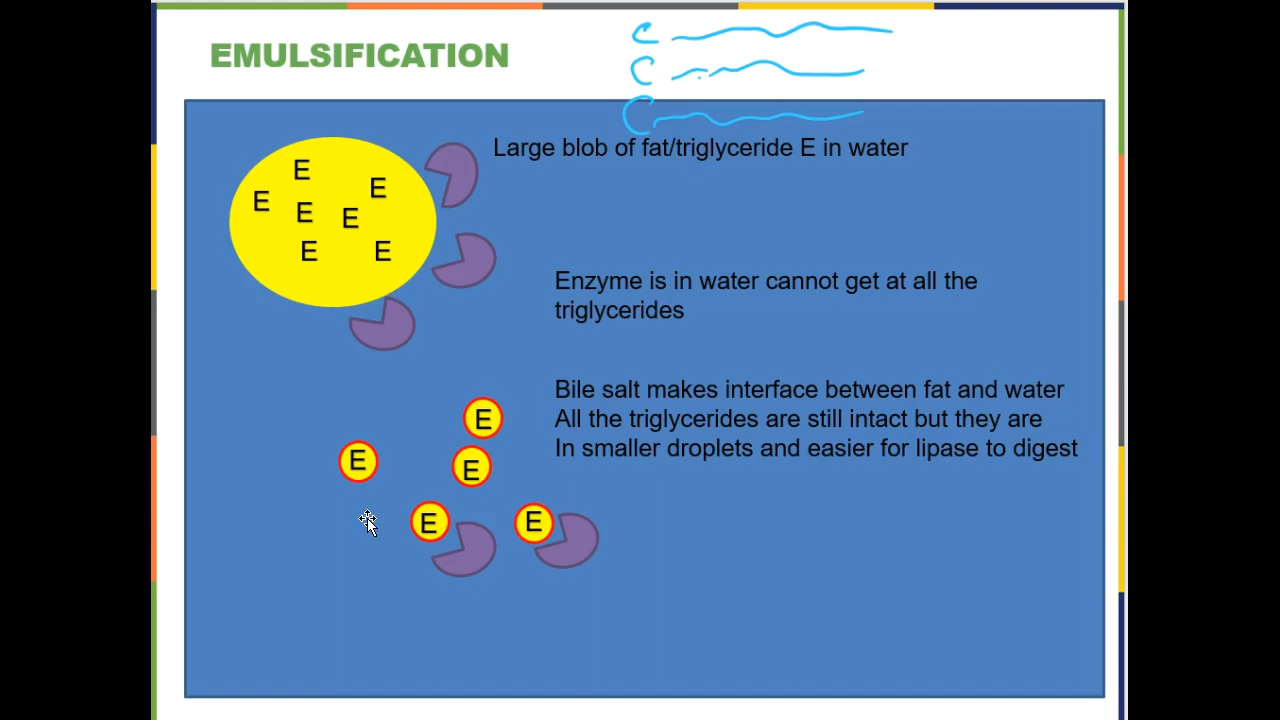 EMULSIFICATION
C
C
C
Large blob of fat/triglyceride E in water
E
E
E
E
E
E
E
Enzyme is in water cannot get at all the
triglycerides
Bile salt makes interface between fat and water
All the triglycerides are still intact but they are
In smaller droplets and easier for lipase to digest
E
E
E
E
E